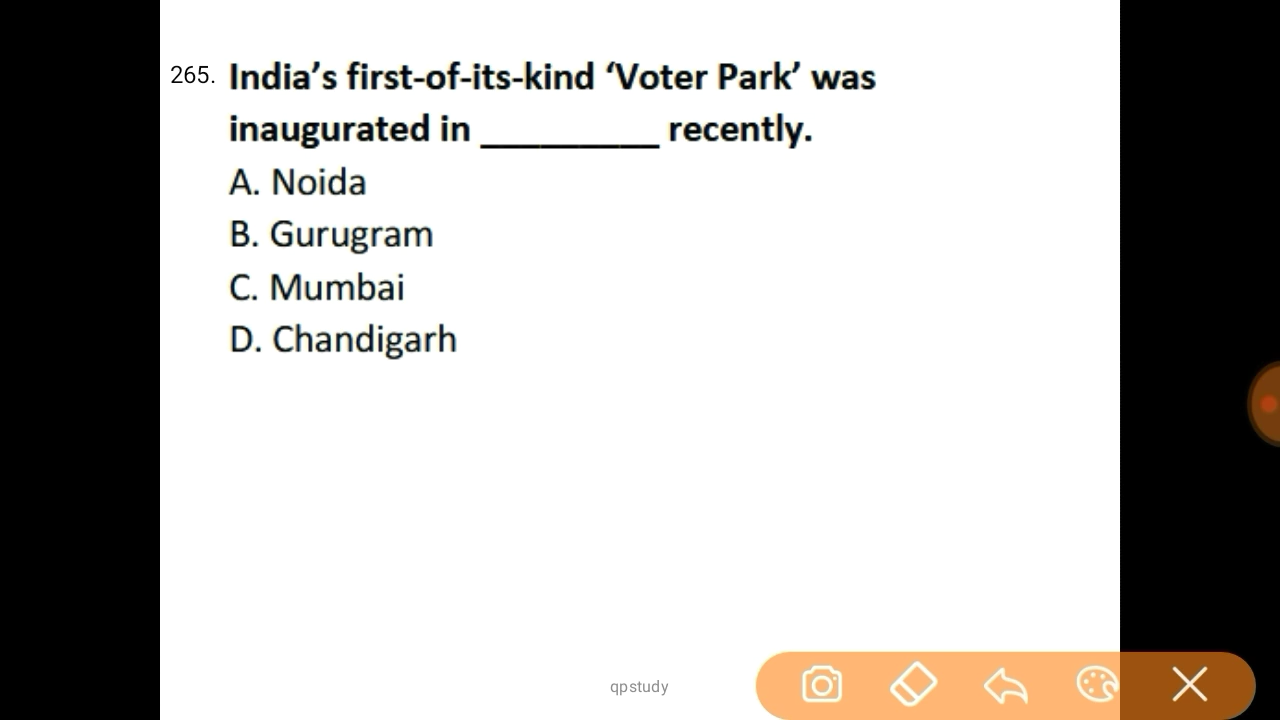 265. India’s first-of-its-kind ‘Voter Park’ was
inaugurated in _________ recently.
A. Noida
B. Gurugram
C. Mumbai
D. Chandigarh
qpstudy